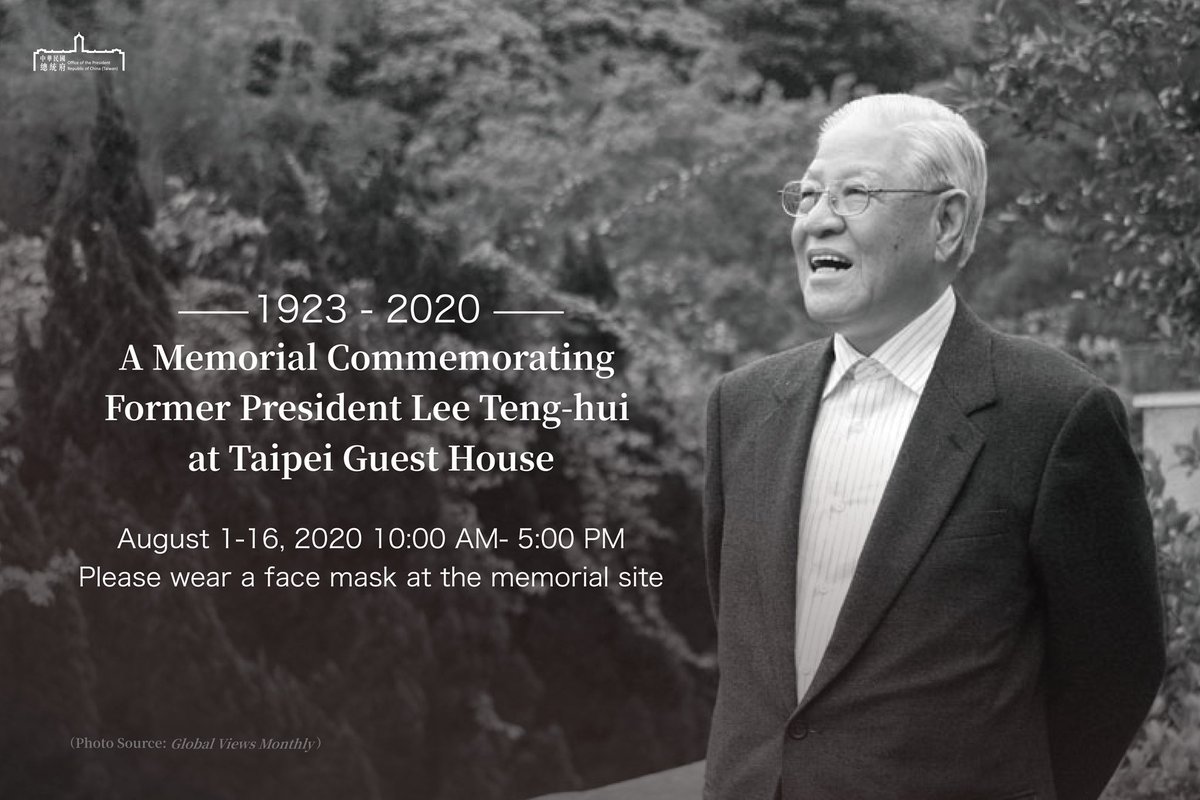 中華民國
總統府
Office of the President
Republic of China (Taiwan)
1923 - 2020
A Memorial Commemorating
Former President Lee Teng-hui
at Taipei Guest House
August 1-16, 2020 10:00 AM- 5:00 PM
Please wear a face mask at the memorial site
(Photo Source: Global Views Monthly)